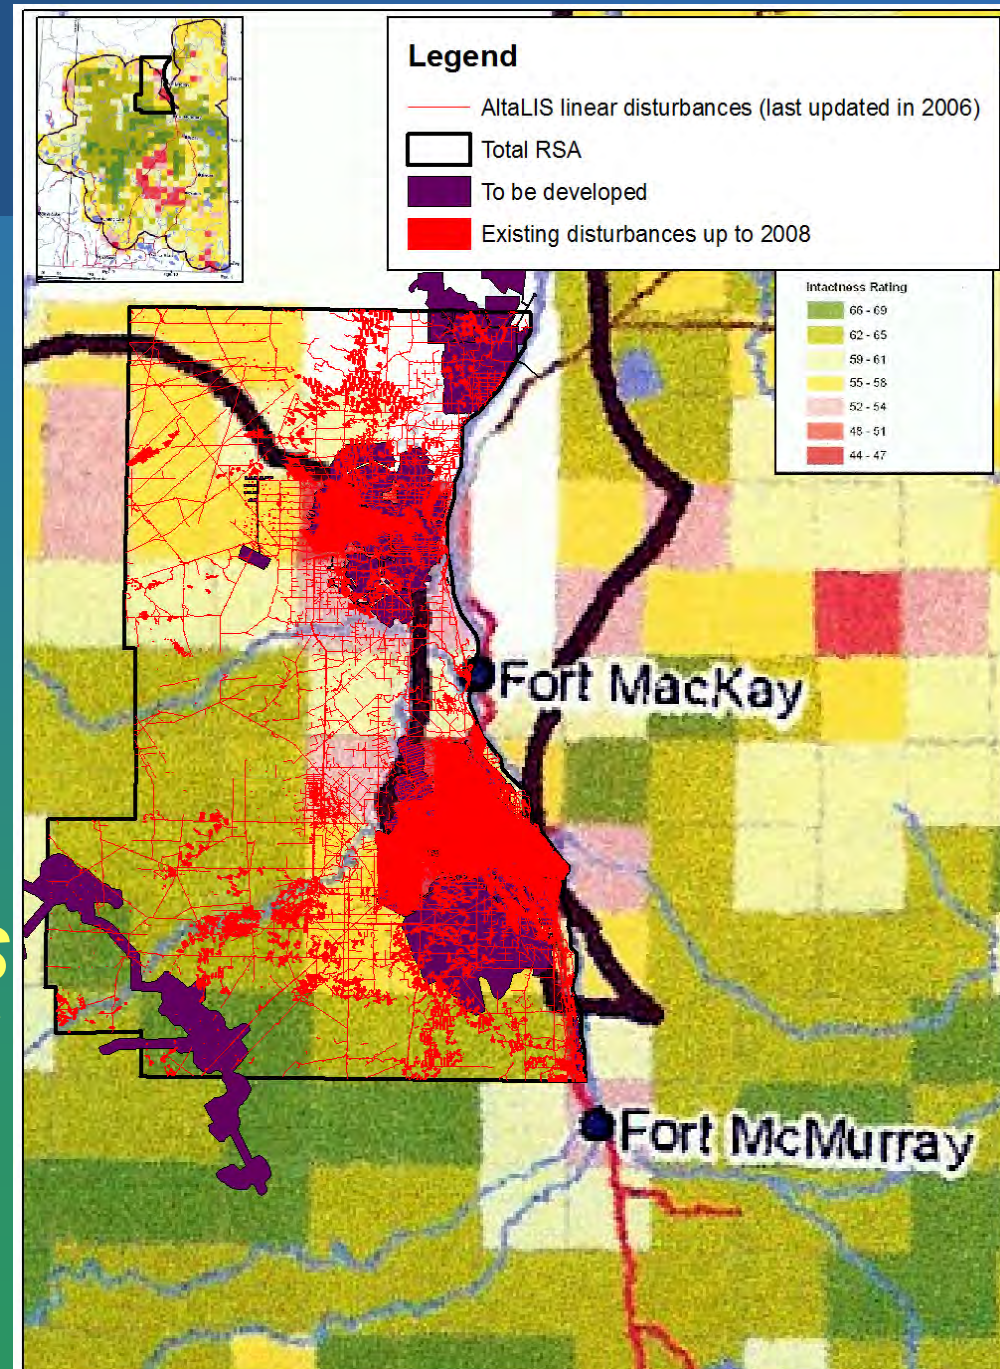 Legend
AltaLIS linear disturbances (last updated in 2006)
Total RSA
To be developed
Existing disturbances up to 2008
Intactness Rating
66 - 69
62 - 65
59 - 61
55 - 58
52 - 54
48 - 51
44 - 47
Fort MacKay
s
Fort McMurray